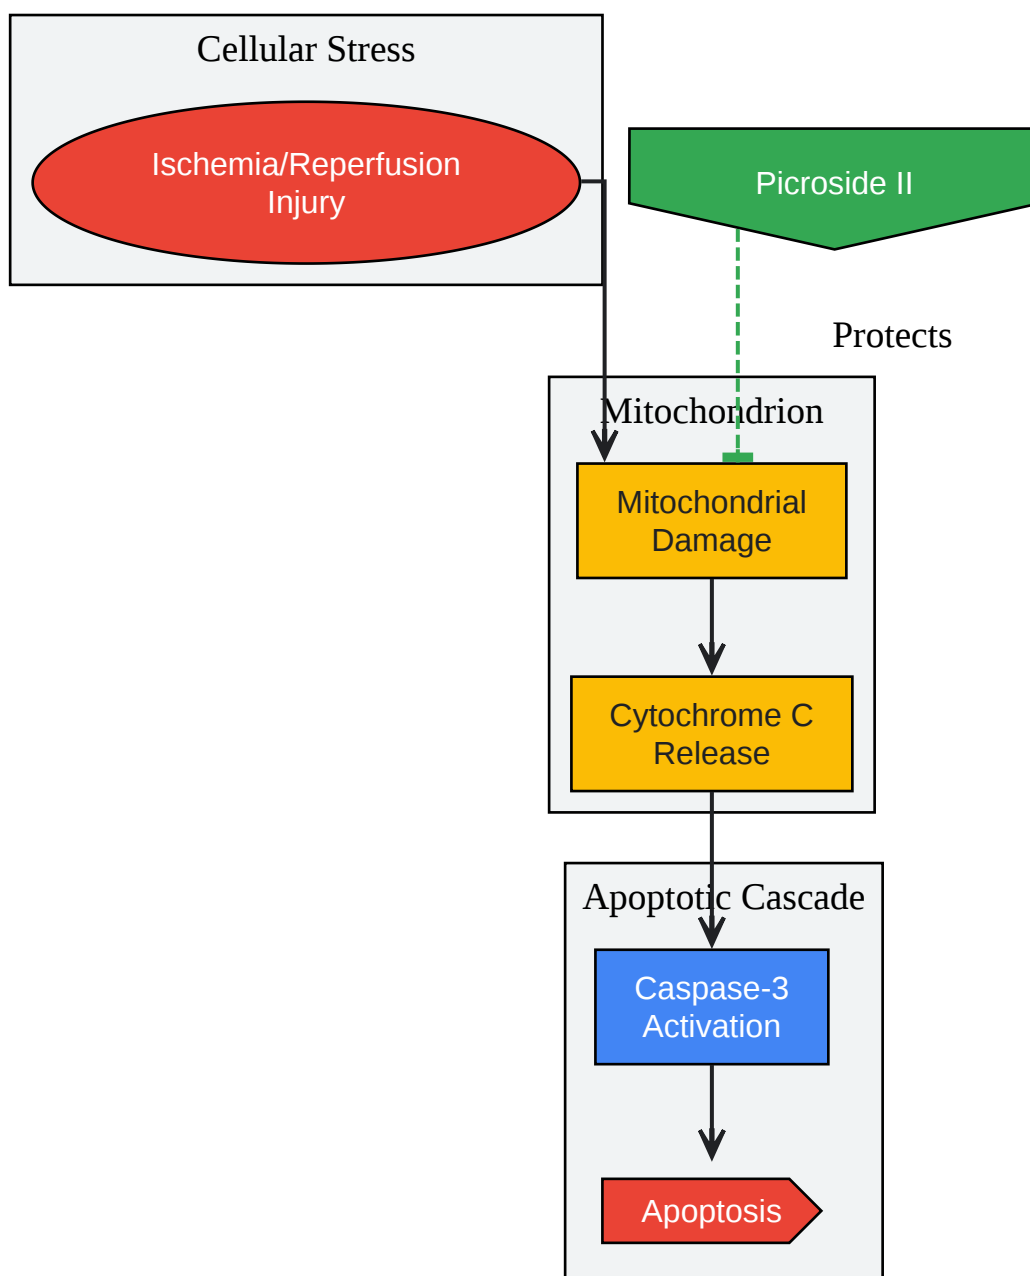 Cellular Stress
Ischemia/Reperfusion
Injury
Picroside II
Protects
Mitochondrion
Mitochondrial
Damage
Cytochrome C
Release
Apoptotic Cascade
Caspase-3
Activation
Apoptosis